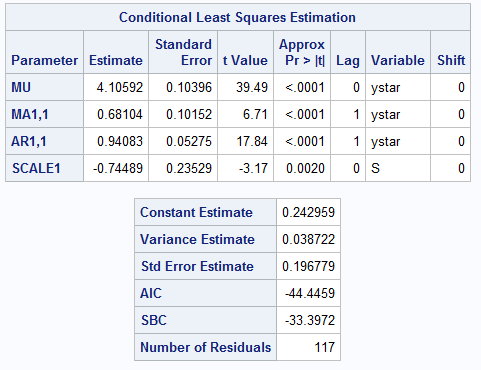 Conditional Least Squares Estimation
Parameter Estimate Standard Error t Value Approx Pr > |t| Lag Variable Shift
MU 4.10592 0.10396 39.49 <.0001 0 ystar 0
MA1,1 0.68104 0.10152 6.71 <.0001 1 ystar 0
AR1,1 0.94083 0.05275 17.84 <.0001 1 ystar 0
SCALE1 -0.74489 0.23529 -3.17 0.0020 0 S 0
Constant Estimate 0.242959
Variance Estimate 0.038722
Std Error Estimate 0.196779
AIC -44.4459
SBC -33.3972
Number of Residuals 117